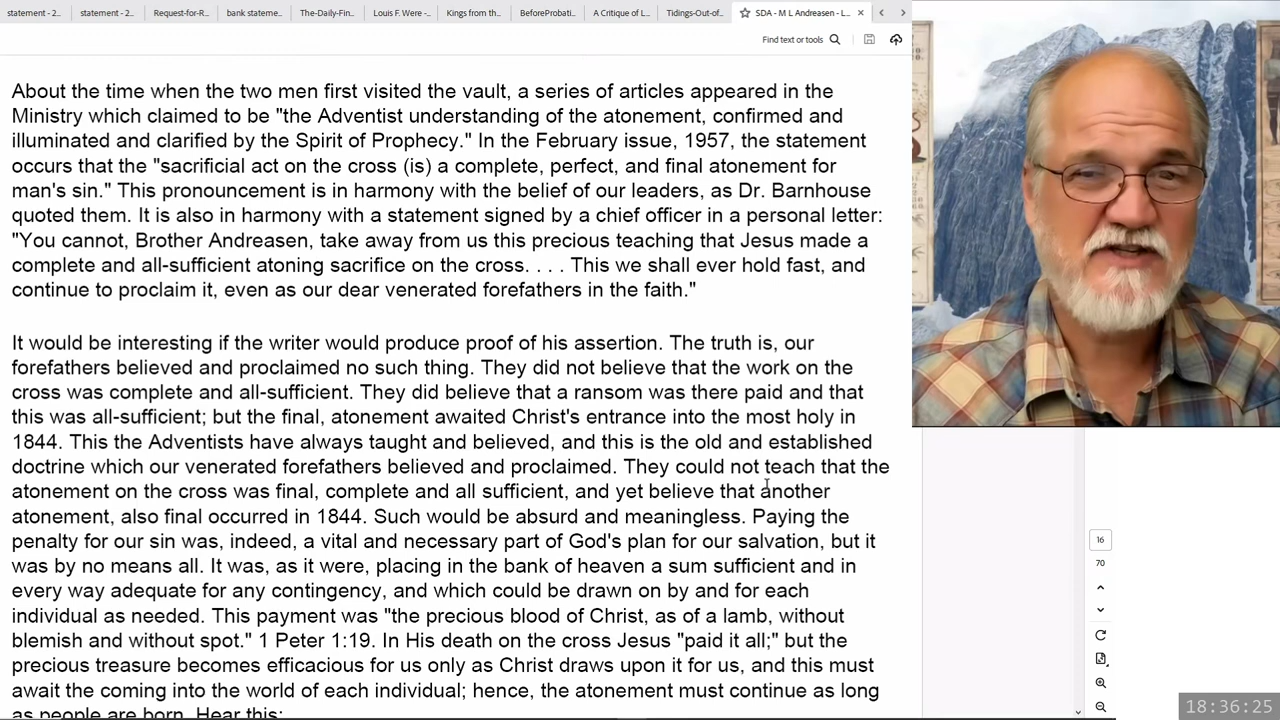 statement - 2...
statement - 2...
Request-for-R...
bank stateme...
The-Daily-Fin...
Louis F. Were -...
Kings from th...
BeforeProbati...
A Critique of L...
Tidings-Out-of...
SDA - M L Andreasen - L...
Find text or tools
About the time when the two men first visited the vault, a series of articles appeared in the
Ministry which claimed to be "the Adventist understanding of the atonement, confirmed and
illuminated and clarified by the Spirit of Prophecy." In the February issue, 1957, the statement
occurs that the "sacrificial act on the cross (is) a complete, perfect, and final atonement for
man's sin." This pronouncement is in harmony with the belief of our leaders, as Dr. Barnhouse
quoted them. It is also in harmony with a statement signed by a chief officer in a personal letter:
"You cannot, Brother Andreasen, take away from us this precious teaching that Jesus made a
complete and all-sufficient atoning sacrifice on the cross. . . . This we shall ever hold fast, and
continue to proclaim it, even as our dear venerated forefathers in the faith."
It would be interesting if the writer would produce proof of his assertion. The truth is, our
forefathers believed and proclaimed no such thing. They did not believe that the work on the
cross was complete and all-sufficient. They did believe that a ransom was there paid and that
this was all-sufficient; but the final, atonement awaited Christ's entrance into the most holy in
1844. This the Adventists have always taught and believed, and this is the old and established
doctrine which our venerated forefathers believed and proclaimed. They could not teach that the
atonement on the cross was final, complete and all sufficient, and yet believe that another
atonement, also final occurred in 1844. Such would be absurd and meaningless. Paying the
penalty for our sin was, indeed, a vital and necessary part of God's plan for our salvation, but it
was by no means all. It was, as it were, placing in the bank of heaven a sum sufficient and in
every way adequate for any contingency, and which could be drawn on by and for each
individual as needed. This payment was "the precious blood of Christ, as of a lamb, without
blemish and without spot." 1 Peter 1:19. In His death on the cross Jesus "paid it all;" but the
precious treasure becomes efficacious for us only as Christ draws upon it for us, and this must
await the coming into the world of each individual; hence, the atonement must continue as long
as people are born. Hear this:
16
70
18:36:25